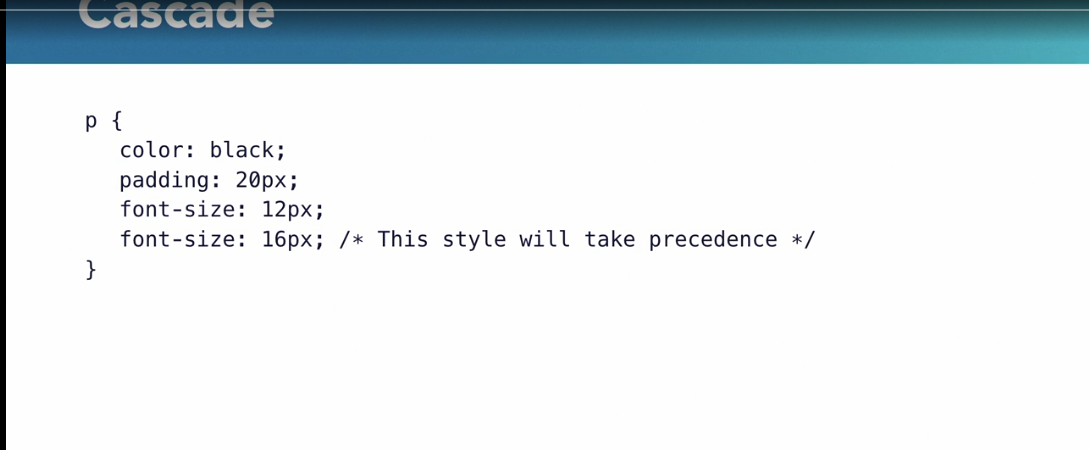 Cascade
p {
color: black;
padding: 20px;
font-size: 12px;
font-size: 16px; /* This style will take precedence */
}